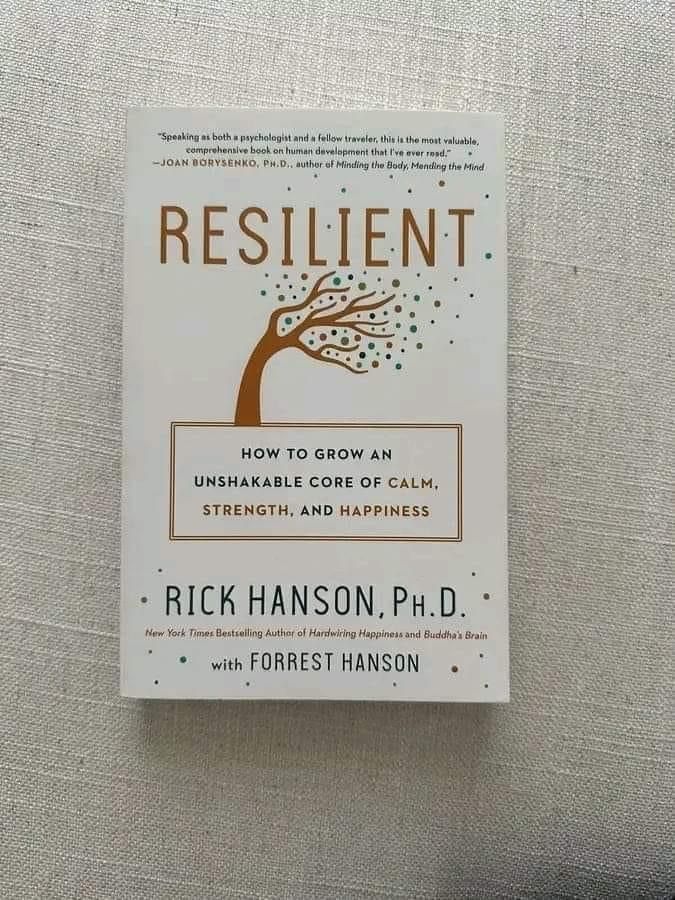 "Speaking as both a psychologist and a fellow traveler, this is the most valuable,
comprehensive book on human development that I've ever read."
—JOAN BORYSENKO, PH.D., author of Minding the Body, Mending the Mind
RESILIENT
HOW TO GROW AN
UNSHAKABLE CORE OF CALM,
STRENGTH, AND HAPPINESS
RICK HANSON, PH.D.
New York Times Bestselling Author of Hardwiring Happiness and Buddha's Brain
with FORREST HANSON